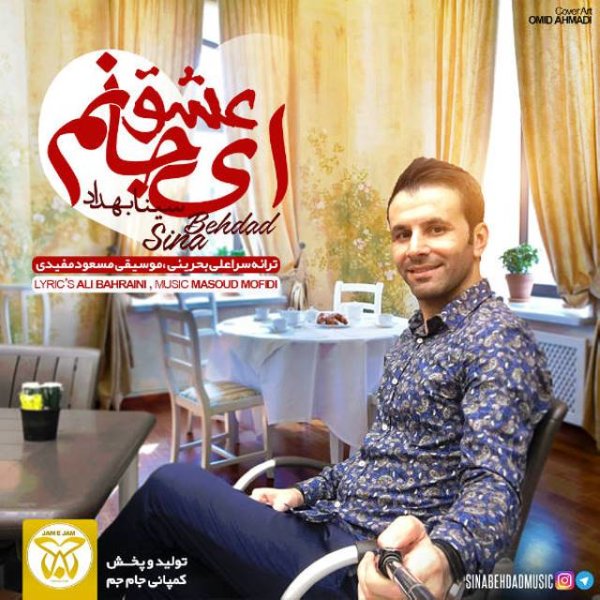 Cover Art
OMID AHMADI
ای عشق جانم
سینا بهداد
Sina Behdad
ترانه سرا علی بحرینی ، موسیقی مسعود مفیدی
LYRIC'S ALI BAHRAINI , MUSIC MASOUD MOFIDI
JAM E JAM
تولید و پخش
کمپانی جام جم
SINABEHDADMUSIC